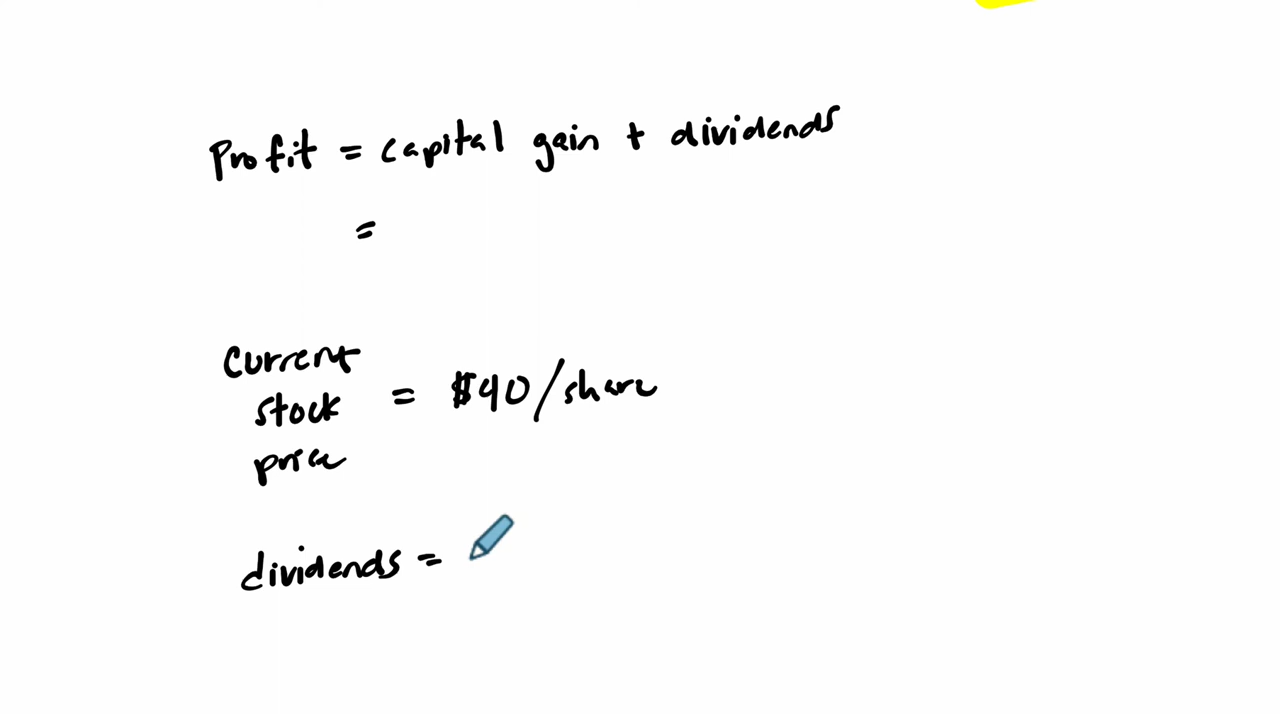 Profit = capital gain + dividends
=
Current
stock = $40/share
price
dividends =